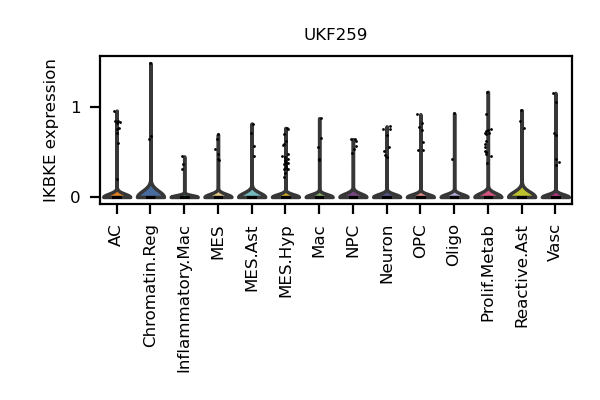 UKF259
IKBKE expression
1
0
AC
Chromatin.Reg
Inflammatory.Mac
MES
MES.Ast
MES.Hyp
Mac
NPC
Neuron
OPC
Oligo
Prolif.Metab
Reactive.Ast
Vasc